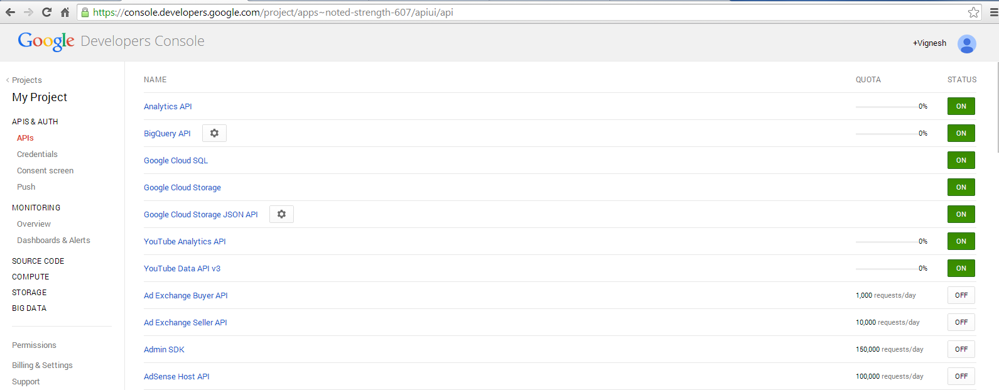 https://console.developers.google.com/project/apps~noted-strength-607/apiui/api
Google Developers Console
+Vignesh
‹ Projects
My Project
APIS & AUTH
APIs
Credentials
Consent screen
Push
MONITORING
Overview
Dashboards & Alerts
SOURCE CODE
COMPUTE
STORAGE
BIG DATA
Permissions
Billing & Settings
Support
NAME QUOTA STATUS
Analytics API 0% ON
BigQuery API 0% ON
Google Cloud SQL ON
Google Cloud Storage ON
Google Cloud Storage JSON API ON
YouTube Analytics API 0% ON
YouTube Data API v3 0% ON
Ad Exchange Buyer API 1,000 requests/day OFF
Ad Exchange Seller API 10,000 requests/day OFF
Admin SDK 150,000 requests/day OFF
AdSense Host API 100,000 requests/day OFF